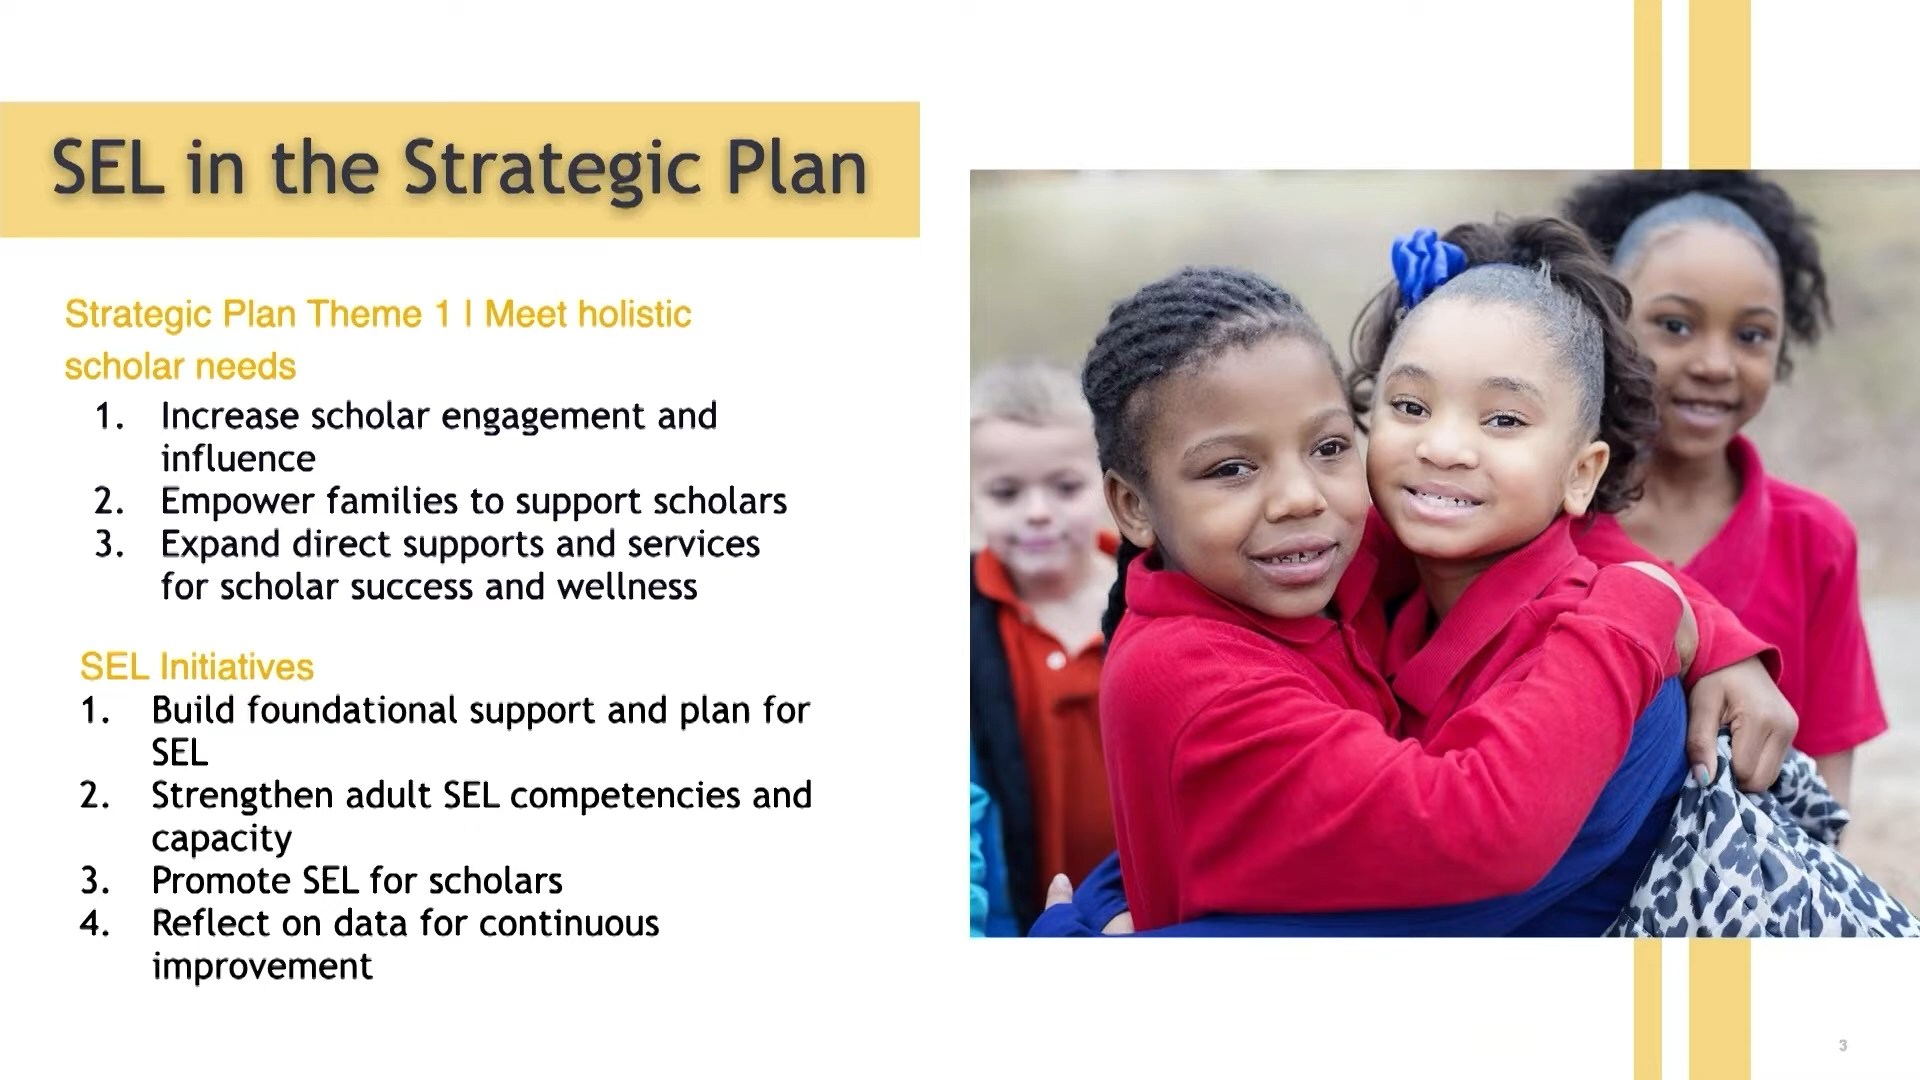 SEL in the Strategic Plan
Strategic Plan Theme 1 | Meet holistic
scholar needs
1. Increase scholar engagement and
influence
2. Empower families to support scholars
3. Expand direct supports and services
for scholar success and wellness
SEL Initiatives
1. Build foundational support and plan for
SEL
2. Strengthen adult SEL competencies and
capacity
3. Promote SEL for scholars
4. Reflect on data for continuous
improvement
3